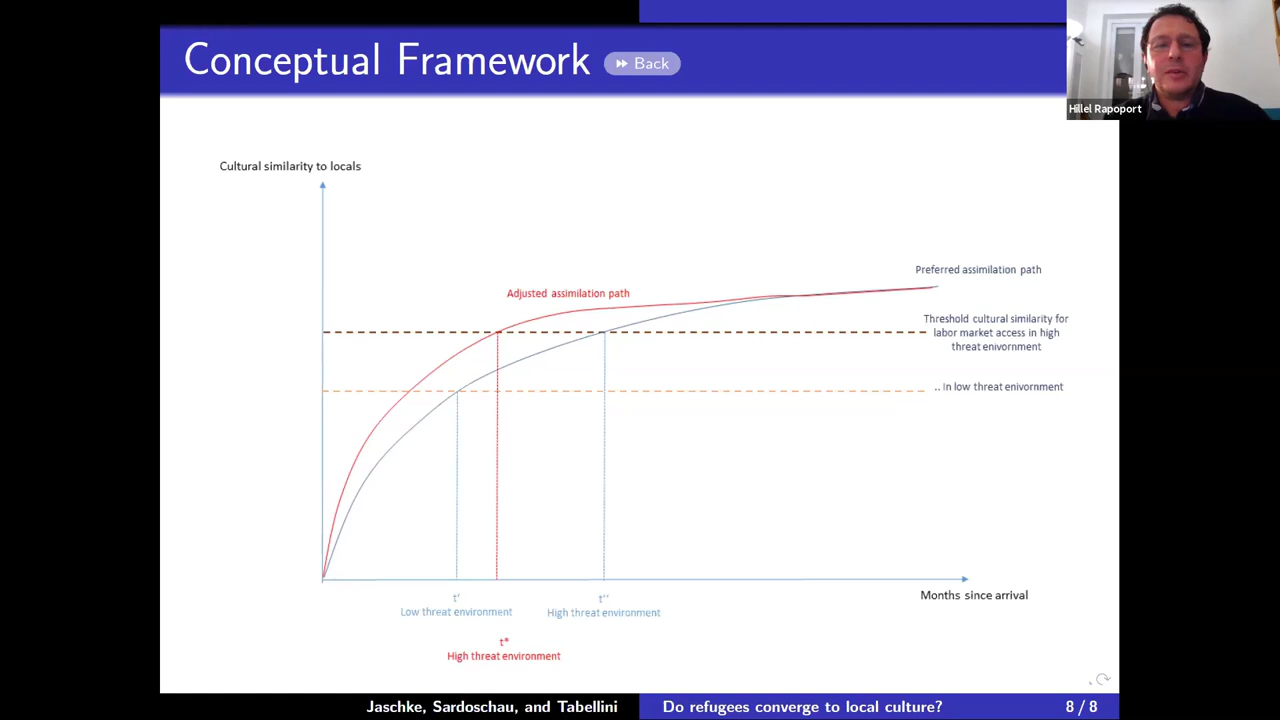 Conceptual Framework
Back
Hillel Rapoport
Cultural similarity to locals
Preferred assimilation path
Adjusted assimilation path
Threshold cultural similarity for
labor market access in high
threat enivornment
.. In low threat enivornment
Months since arrival
t'
Low threat environment
t''
High threat environment
t*
High threat environment
Jaschke, Sardoschau, and Tabellini
Do refugees converge to local culture?
8 / 8